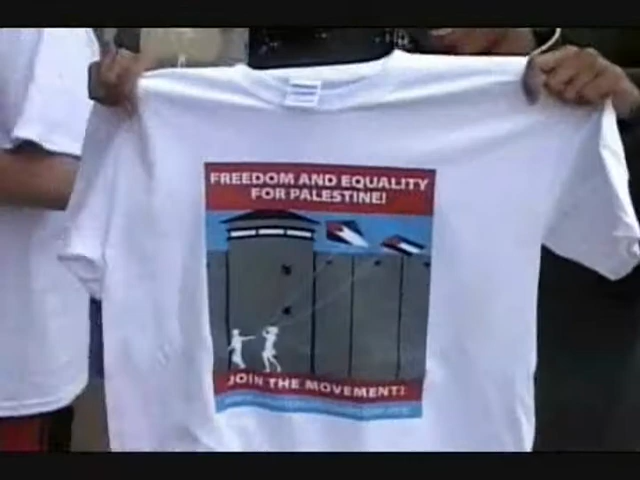 FREEDOM AND EQUALITY
FOR PALESTINE!
JOIN THE MOVEMENT!